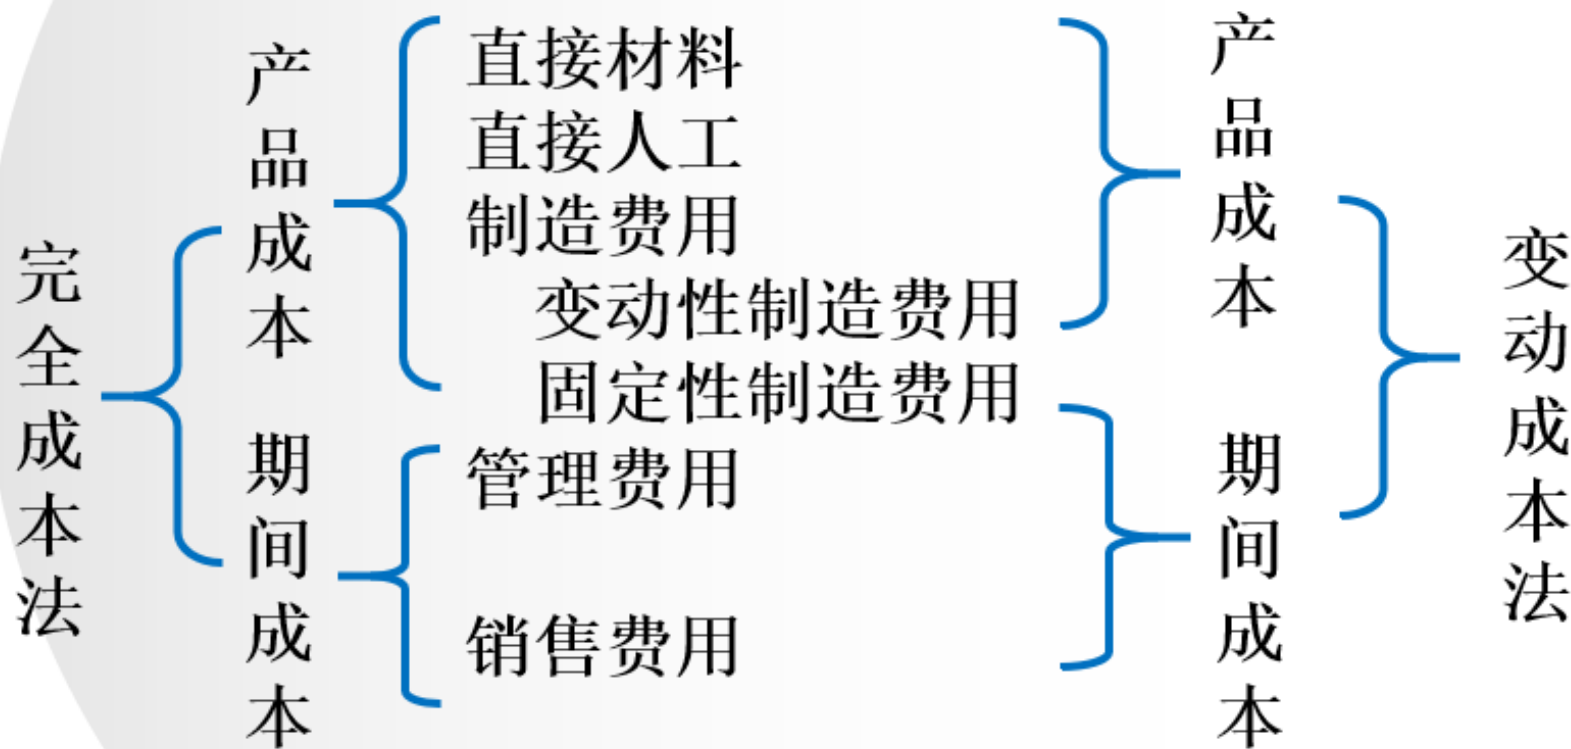 完全成本法
产品成本
期间成本
直接材料
直接人工
制造费用
变动性制造费用
固定性制造费用
管理费用
销售费用
产品成本
期间成本
变动成本法